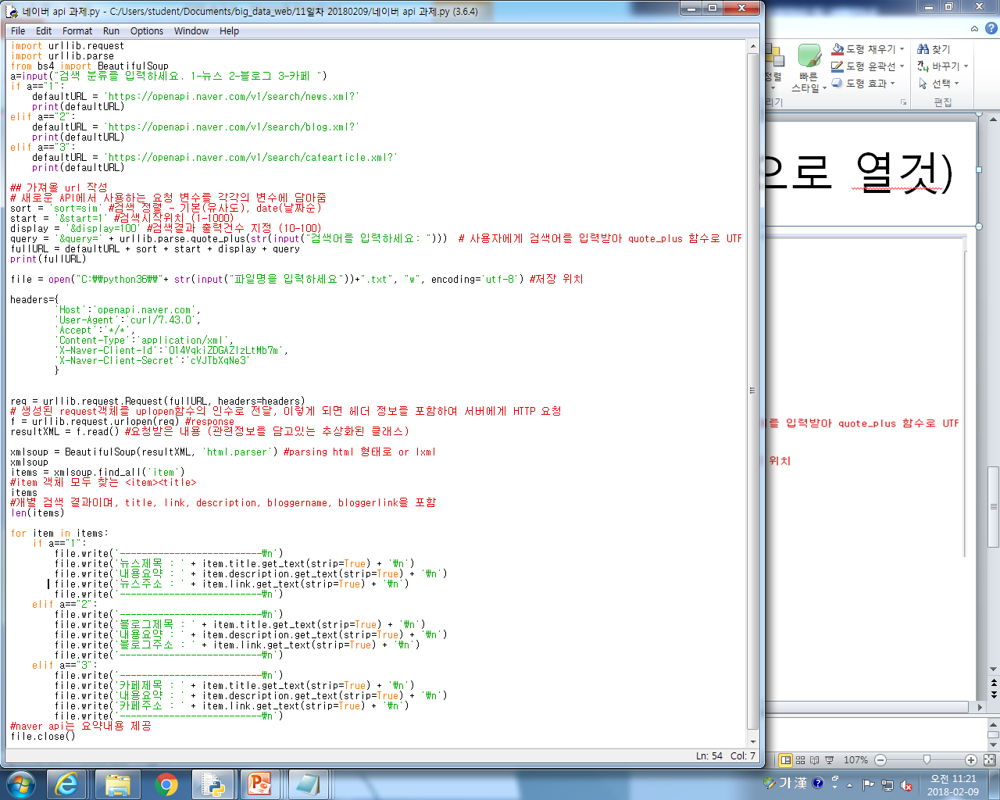 네이버 api 과제.py - C:/Users/student/Documents/big_data_web/11일차 20180209/네이버 api 과제.py (3.6.4)
File Edit Format Run Options Window Help
import urllib.request
import urllib.parse
from bs4 import BeautifulSoup
a=input("검색 분류를 입력하세요. 1-뉴스 2-블로그 3-카페 ")
if a=="1":
    defaultURL = 'https://openapi.naver.com/v1/search/news.xml?'
    print(defaultURL)
elif a=="2":
    defaultURL = 'https://openapi.naver.com/v1/search/blog.xml?'
    print(defaultURL)
elif a=="3":
    defaultURL = 'https://openapi.naver.com/v1/search/cafearticle.xml?'
    print(defaultURL)
## 가져올 url 작성
# 새로운 API에서 사용하는 요청 변수를 각각의 변수에 담아줌
sort = 'sort=sim' #검색 정렬 - 기본(유사도), date(날짜순)
start = '&start=1' #검색시작위치 (1-1000)
display = '&display=100' #검색결과 출력건수 지정 (10-100)
query = '&query=' + urllib.parse.quote_plus(str(input("검색어를 입력하세요: ")))  # 사용자에게 검색어를 입력받아 quote_plus 함수로 UTF
fullURL = defaultURL + sort + start + display + query
print(fullURL)
file = open("C:₩₩python36₩₩"+ str(input("파일명을 입력하세요"))+".txt", "w", encoding='utf-8') #저장 위치
headers={
        'Host':'openapi.naver.com',
        'User-Agent':'curl/7.43.0',
        'Accept':'*/*',
        'Content-Type':'application/xml',
        'X-Naver-Client-Secret':'cVJTbXqNe3'
        }
req = urllib.request.Request(fullURL, headers=headers)
# 생성된 request객체를 uplopen함수의 인수로 전달, 이렇게 되면 헤더 정보를 포함하여 서버에게 HTTP 요청
f = urllib.request.urlopen(req) #response
resultXML = f.read() #요청받은 내용 (관련정보를 담고있는 추상화된 클래스)
xmlsoup = BeautifulSoup(resultXML, 'html.parser') #parsing html 형태로 or lxml
xmlsoup
items = xmlsoup.find_all('item')
#item 객체 모두 찾는 <item><title>
items
#개별 검색 결과이며, title, link, description, bloggername, bloggerlink을 포함
len(items)
for item in items:
    if a=="1":
        file.write('--------------------------₩n')
        file.write('뉴스제목 : ' + item.title.get_text(strip=True) + '₩n')
        file.write('내용요약 : ' + item.description.get_text(strip=True) + '₩n')
        file.write('뉴스주소 : ' + item.link.get_text(strip=True) + '₩n')
        file.write('--------------------------₩n')
    elif a=="2":
        file.write('--------------------------₩n')
        file.write('블로그제목 : ' + item.title.get_text(strip=True) + '₩n')
        file.write('내용요약 : ' + item.description.get_text(strip=True) + '₩n')
        file.write('블로그주소 : ' + item.link.get_text(strip=True) + '₩n')
        file.write('--------------------------₩n')
    elif a=="3":
        file.write('--------------------------₩n')
        file.write('카페제목 : ' + item.title.get_text(strip=True) + '₩n')
        file.write('내용요약 : ' + item.description.get_text(strip=True) + '₩n')
        file.write('카페주소 : ' + item.link.get_text(strip=True) + '₩n')
        file.write('--------------------------₩n')
#naver api는 요약내용 제공
file.close()
Ln: 54 Col: 7
정렬
빠른 스타일
도형 채우기
도형 윤곽선
도형 효과
찾기
바꾸기
선택
편집
으로 열것)
를 입력받아 quote_plus 함수로 UTF
위치
107%
가 漢
오전 11:21
2018-02-09